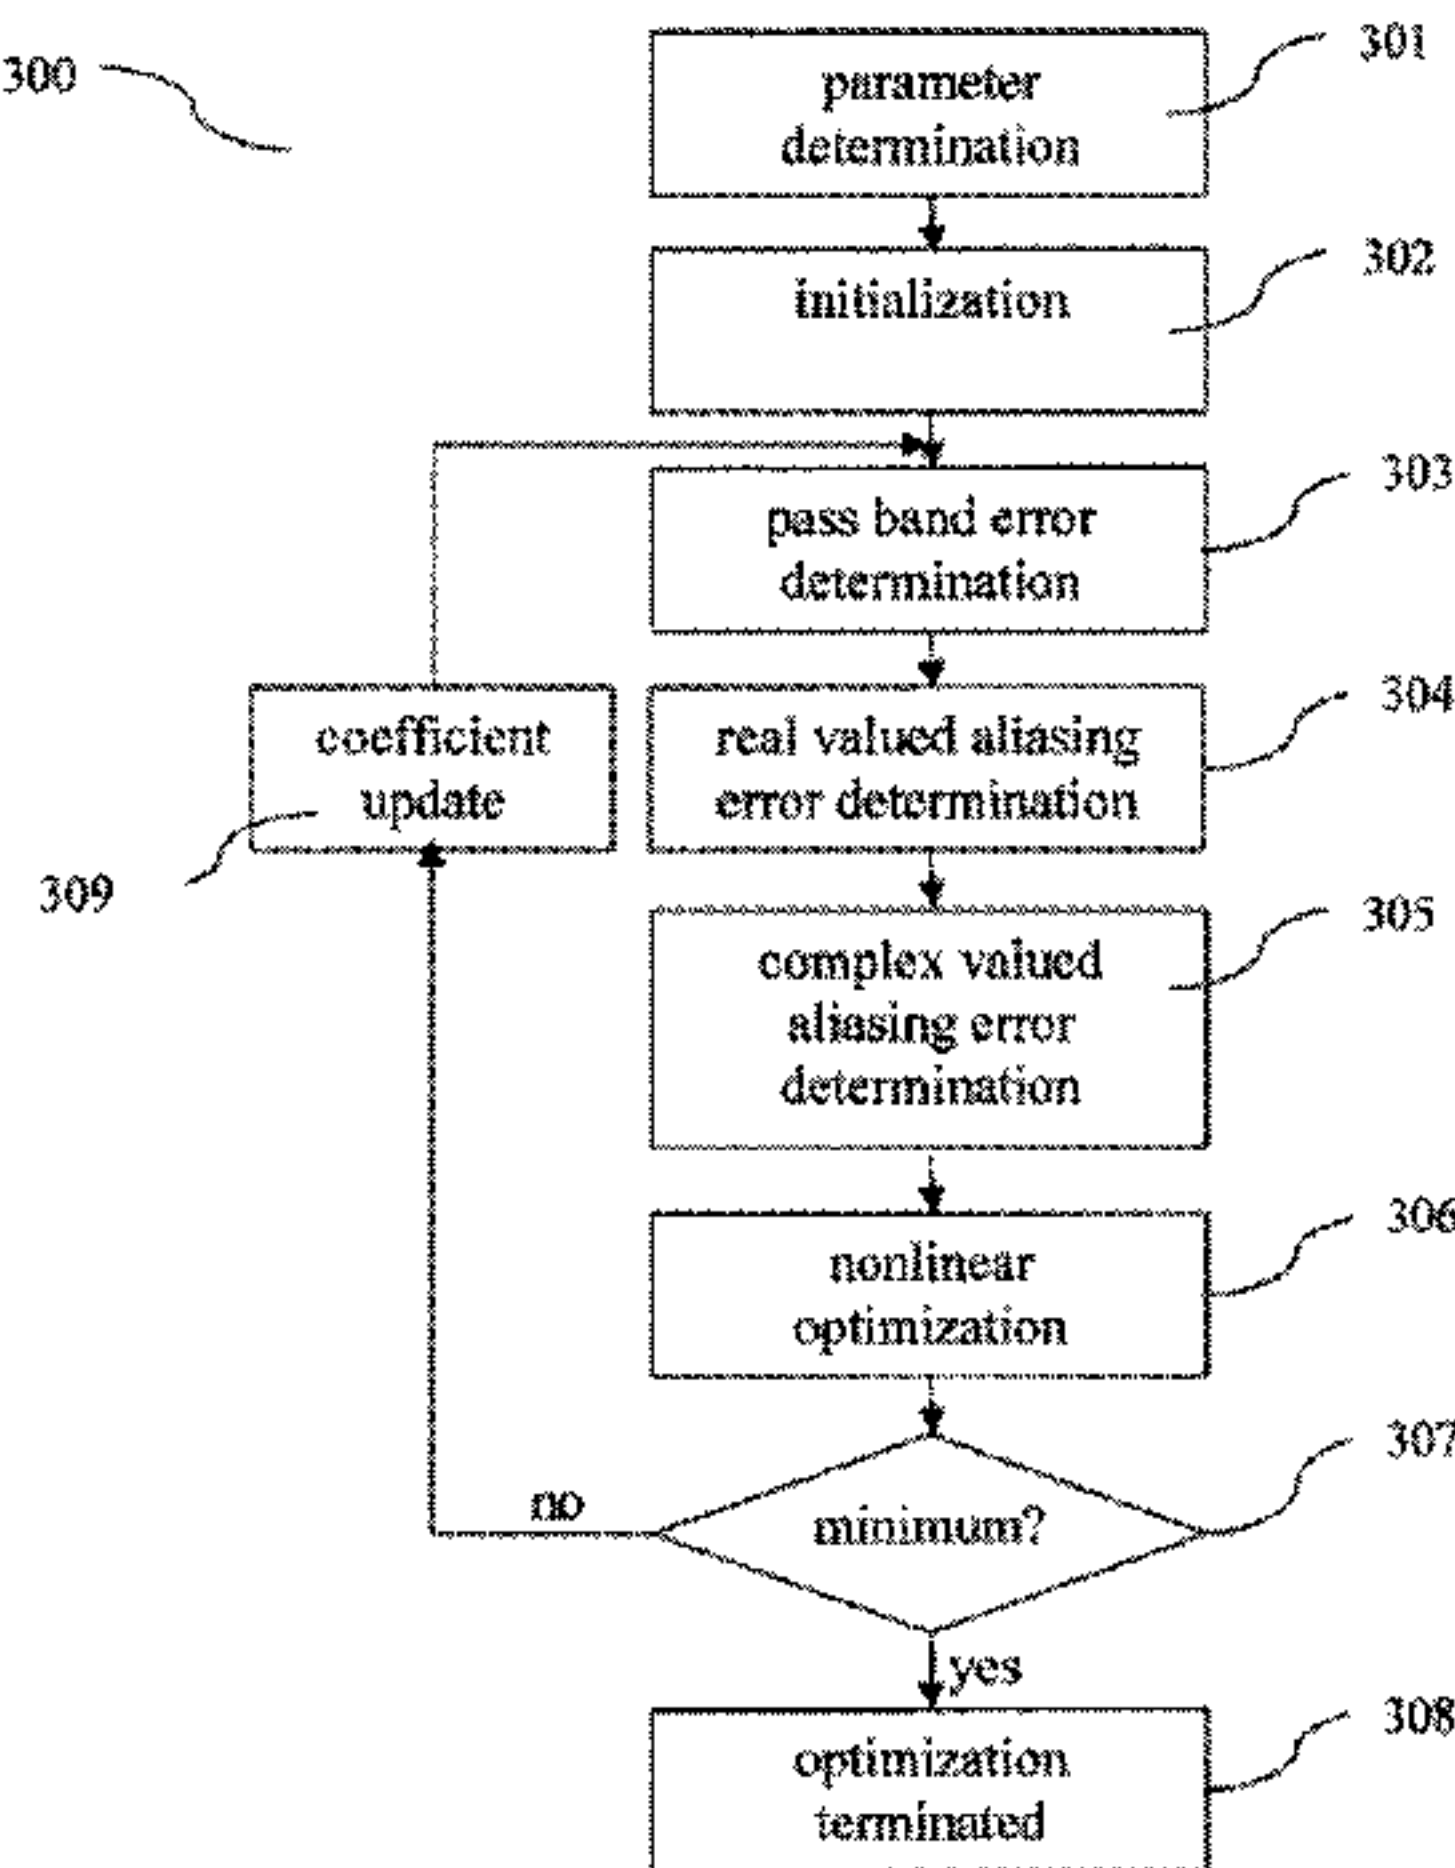 300
301
parameter
determination
302
initialization
303
pass band error
determination
304
coefficient
update
real valued aliasing
error determination
309
305
complex valued
aliasing error
determination
306
nonlinear
optimization
307
no
minimum?
yes
308
optimization
terminated